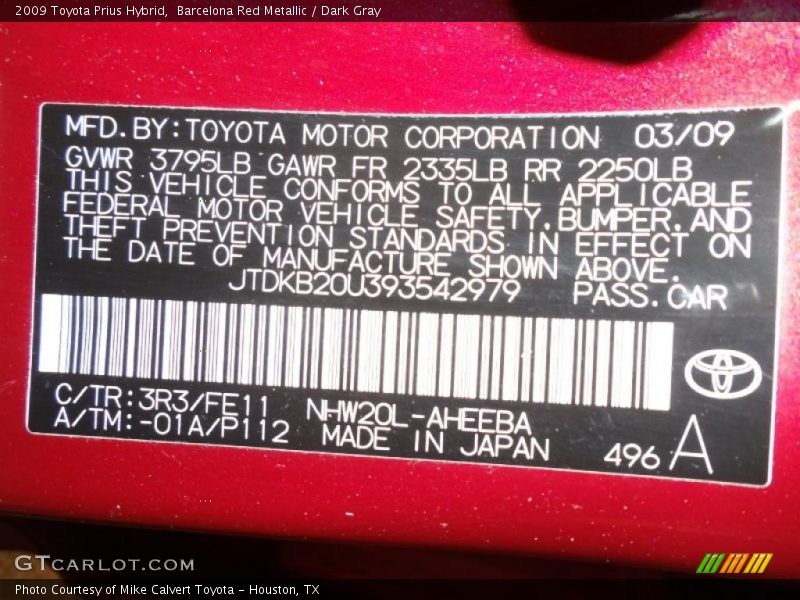 2009 Toyota Prius Hybrid,  Barcelona Red Metallic / Dark Gray
MFD.BY:TOYOTA MOTOR CORPORATION 03/09
GVWR 3795LB GAWR FR 2335LB RR 2250LB
THIS VEHICLE CONFORMS TO ALL APPLICABLE
FEDERAL MOTOR VEHICLE SAFETY,BUMPER,AND
THEFT PREVENTION STANDARDS IN EFFECT ON
THE DATE OF MANUFACTURE SHOWN ABOVE.
JTDKB20U393542979 PASS.CAR
C/TR:3R3/FE11 NHW20L-AHEEBA
A/TM:-01A/P112 MADE IN JAPAN 496 A
GTCARLOT.COM
Photo Courtesy of Mike Calvert Toyota - Houston, TX